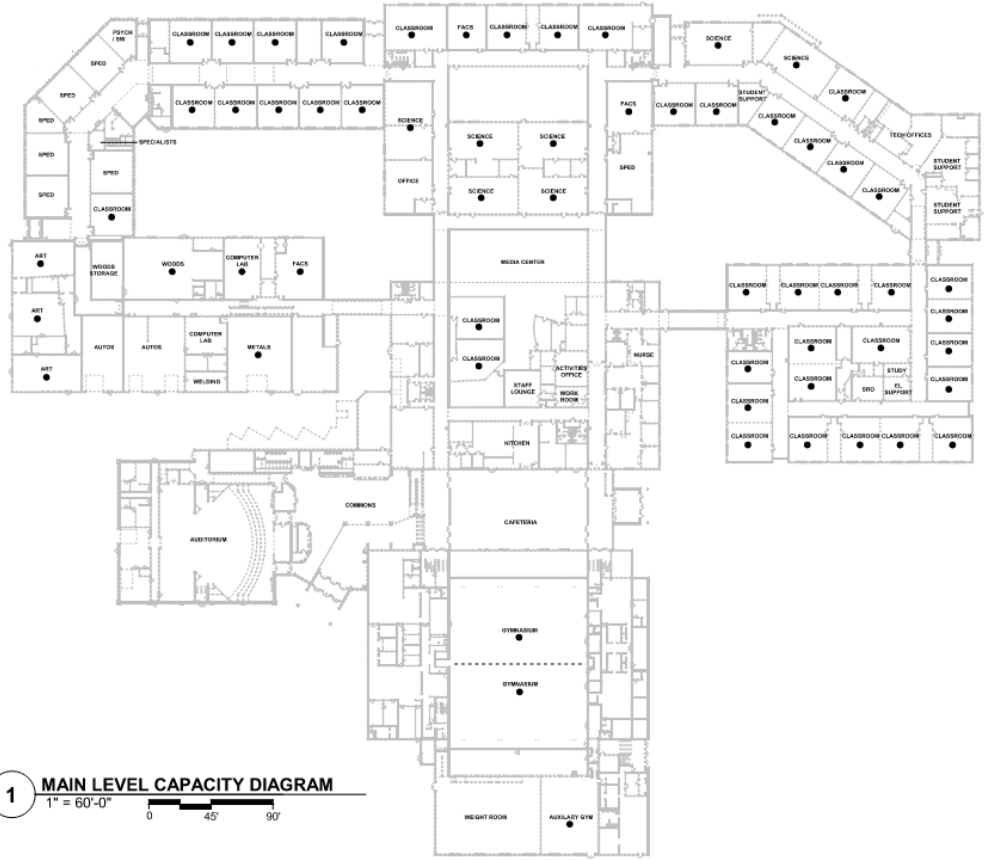 PSYCH
/ SW
CLASSROOM
CLASSROOM
CLASSROOM
CLASSROOM
CLASSROOM
FACS
CLASSROOM
CLASSROOM
CLASSROOM
SCIENCE
SCIENCE
SPED
SPED
SPED
SPED
SPED
SPECIALISTS
SPED
CLASSROOM
CLASSROOM
CLASSROOM
CLASSROOM
CLASSROOM
CLASSROOM
SCIENCE
OFFICE
SCIENCE
SCIENCE
SCIENCE
SCIENCE
FACS
SPED
CLASSROOM
CLASSROOM
STUDENT
SUPPORT
CLASSROOM
CLASSROOM
CLASSROOM
CLASSROOM
CLASSROOM
TECH OFFICES
STUDENT
SUPPORT
STUDENT
SUPPORT
ART
ART
ART
WOODS
STORAGE
WOODS
COMPUTER
LAB
FACS
AUTOS
AUTOS
COMPUTER
LAB
WELDING
METALS
MEDIA CENTER
CLASSROOM
CLASSROOM
STAFF
LOUNGE
ACTIVITIES
OFFICE
WORK
ROOM
NURSE
KITCHEN
CLASSROOM
CLASSROOM
CLASSROOM
CLASSROOM
CLASSROOM
CLASSROOM
CLASSROOM
CLASSROOM
CLASSROOM
CLASSROOM
CLASSROOM
CLASSROOM
CLASSROOM
CLASSROOM
STUDY
SRO
EL
SUPPORT
CLASSROOM
CLASSROOM
CLASSROOM
CLASSROOM
COMMONS
AUDITORIUM
CAFETERIA
GYMNASIUM
GYMNASIUM
WEIGHT ROOM
AUXILARY GYM
1
MAIN LEVEL CAPACITY DIAGRAM
1" = 60'-0"
0 45' 90'